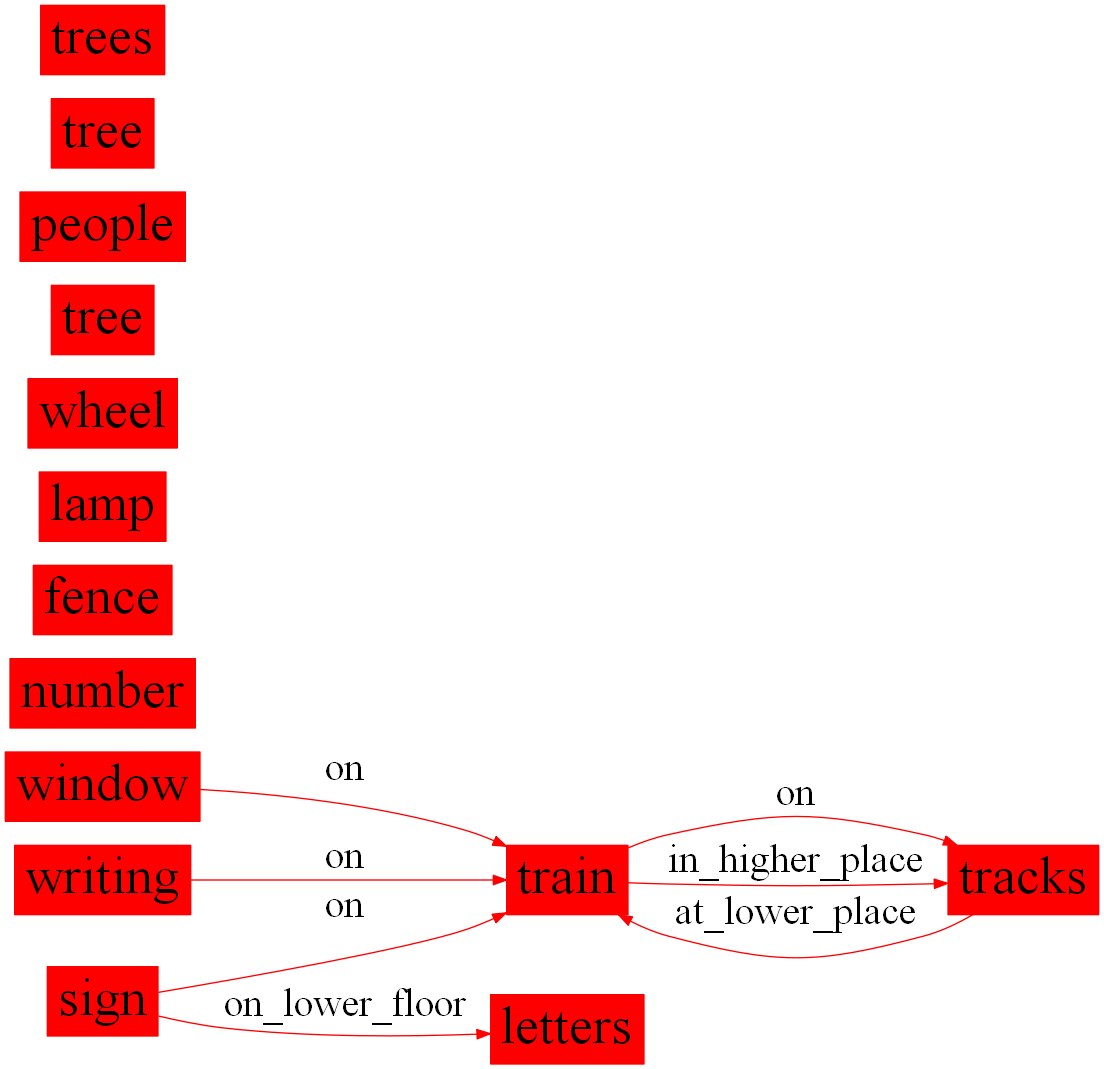 trees
tree
people
tree
wheel
lamp
fence
number
window
on
on
writing
on
train
in_higher_place
tracks
on
at_lower_place
sign
on_lower_floor
letters